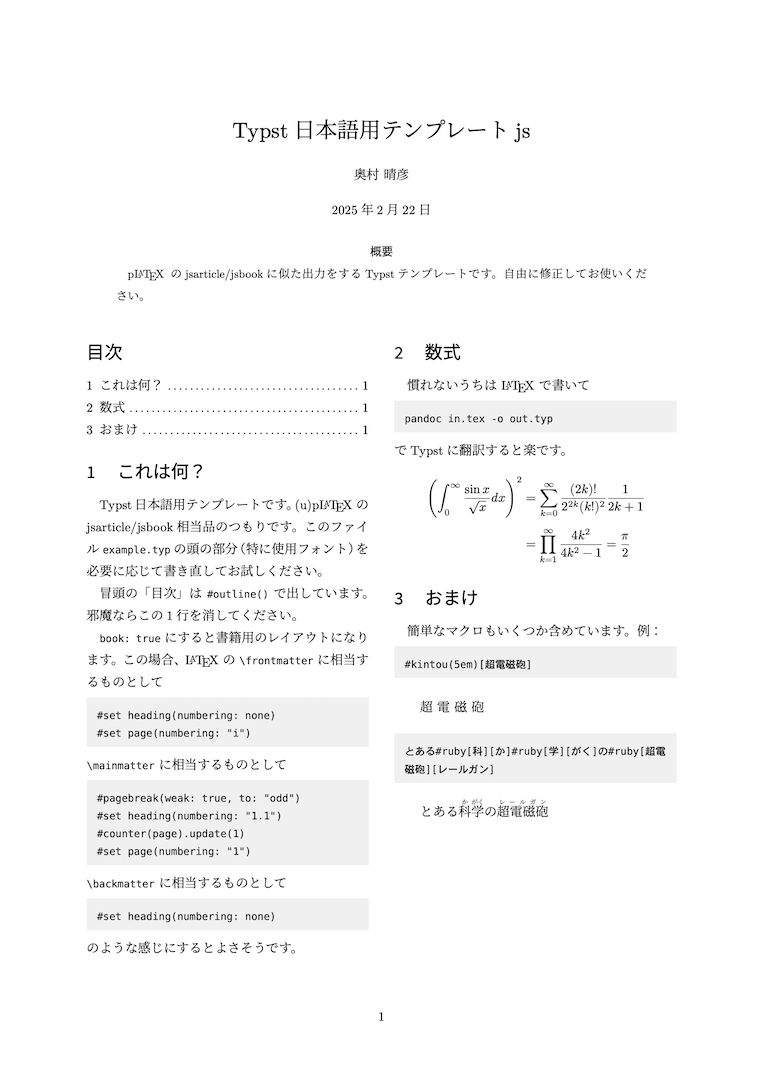 Typst 日本語用テンプレート js
奥村 晴彦
2025 年 2 月 22 日
概要
pLATEX の jsarticle/jsbook に似た出力をする Typst テンプレートです。自由に修正してお使いくだ
さい。
目次
1 これは何？ .................................. 1
2 数式 ......................................... 1
3 おまけ ....................................... 1
1 これは何？
Typst 日本語用テンプレートです。(u)pLATEX の
jsarticle/jsbook 相当品のつもりです。このファイ
ル example.typ の頭の部分（特に使用フォント）を
必要に応じて書き直してお試しください。
冒頭の「目次」は #outline() で出しています。
邪魔ならこの 1 行を消してください。
book: true にすると書籍用のレイアウトになり
ます。この場合、LATEX の \frontmatter に相当す
るものとして
#set heading(numbering: none)
#set page(numbering: "i")
\mainmatter に相当するものとして
#pagebreak(weak: true, to: "odd")
#set heading(numbering: "1.1")
#counter(page).update(1)
#set page(numbering: "1")
\backmatter に相当するものとして
#set heading(numbering: none)
のような感じにするとよさそうです。
2 数式
慣れないうちは LATEX で書いて
pandoc in.tex -o out.typ
で Typst に翻訳すると楽です。
(∫₀^∞ sin x/√x dx)² = ∑_{k=0}^∞ (2k)!/(2^{2k}(k!)²) 1/(2k + 1)
= ∏_{k=1}^∞ 4k²/(4k² − 1) = π/2
3 おまけ
簡単なマクロもいくつか含めています。例：
#kintou(5em)[超電磁砲]
超 電 磁 砲
とある#ruby[科][か]#ruby[学][がく]の#ruby[超電
磁砲][レールガン]
か がく レールガン
とある科学の超電磁砲
1